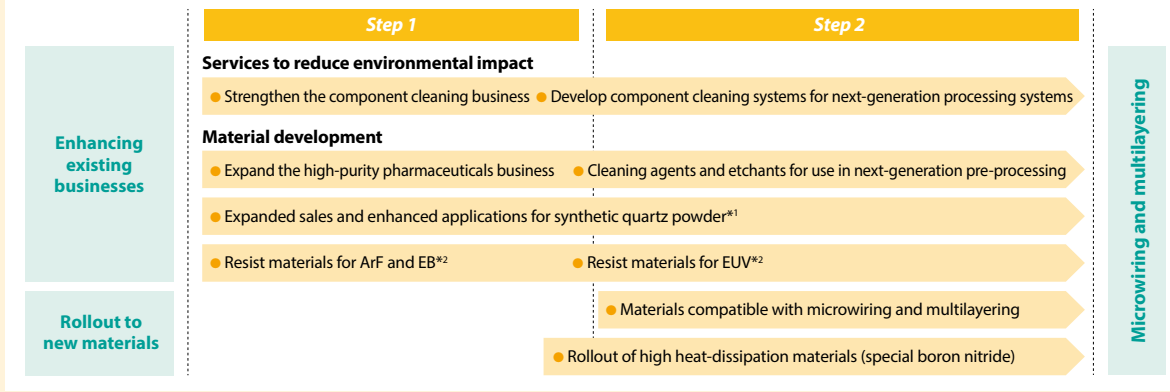 Step 1
Step 2
Enhancing
existing
businesses
Services to reduce environmental impact
● Strengthen the component cleaning business ● Develop component cleaning systems for next-generation processing systems
Material development
● Expand the high-purity pharmaceuticals business ● Cleaning agents and etchants for use in next-generation pre-processing
● Expanded sales and enhanced applications for synthetic quartz powder*1
● Resist materials for ArF and EB*2 ● Resist materials for EUV*2
Rollout to
new materials
● Materials compatible with microwiring and multilayering
● Rollout of high heat-dissipation materials (special boron nitride)
Microwiring and multilayering